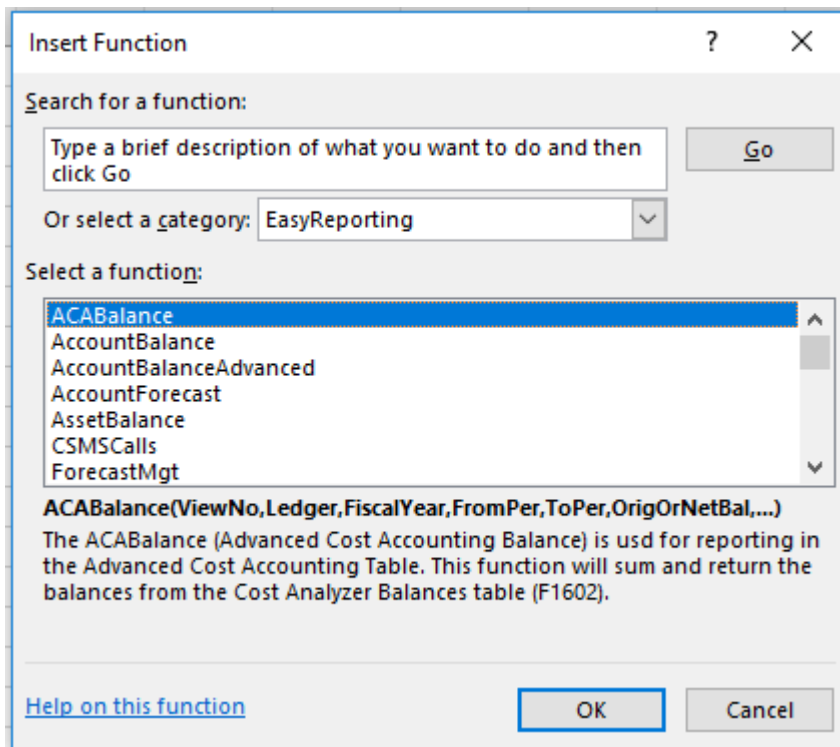 Insert Function
?
Search for a function:
Type a brief description of what you want to do and then
click Go
Go
Or select a category: EasyReporting
Select a function:
ACABalance
AccountBalance
AccountBalanceAdvanced
AccountForecast
AssetBalance
CSMSCalls
ForecastMgt
ACABalance(ViewNo,Ledger,FiscalYear,FromPer,ToPer,OrigOrNetBal,...)
The ACABalance (Advanced Cost Accounting Balance) is usd for reporting in
the Advanced Cost Accounting Table. This function will sum and return the
balances from the Cost Analyzer Balances table (F1602).
Help on this function
OK
Cancel